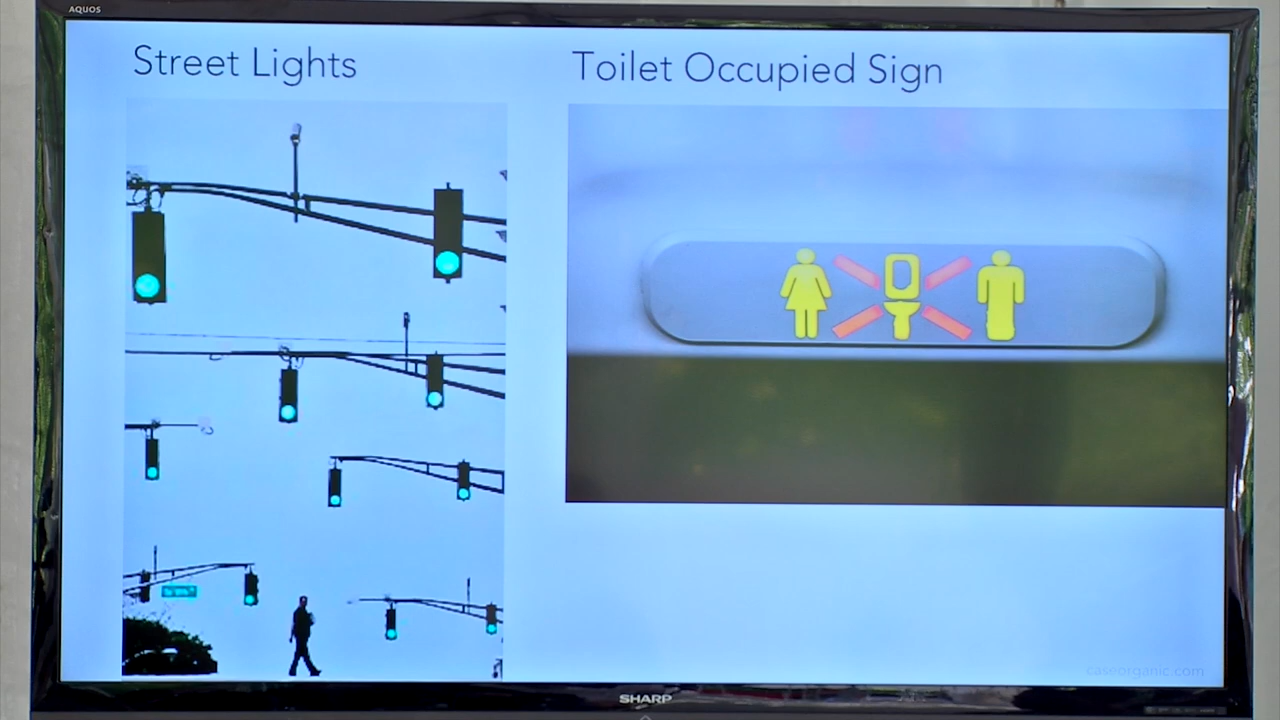 AQUOS
Street Lights
Toilet Occupied Sign
caseorganic.com
SHARP